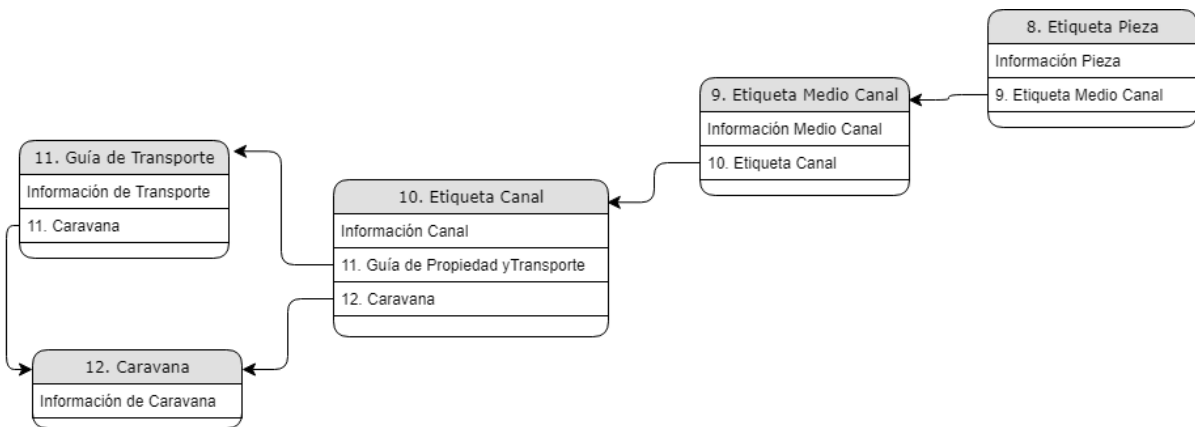 8. Etiqueta Pieza
Información Pieza
9. Etiqueta Medio Canal
9. Etiqueta Medio Canal
Información Medio Canal
10. Etiqueta Canal
11. Guía de Transporte
Información de Transporte
11. Caravana
10. Etiqueta Canal
Información Canal
11. Guía de Propiedad yTransporte
12. Caravana
12. Caravana
Información de Caravana